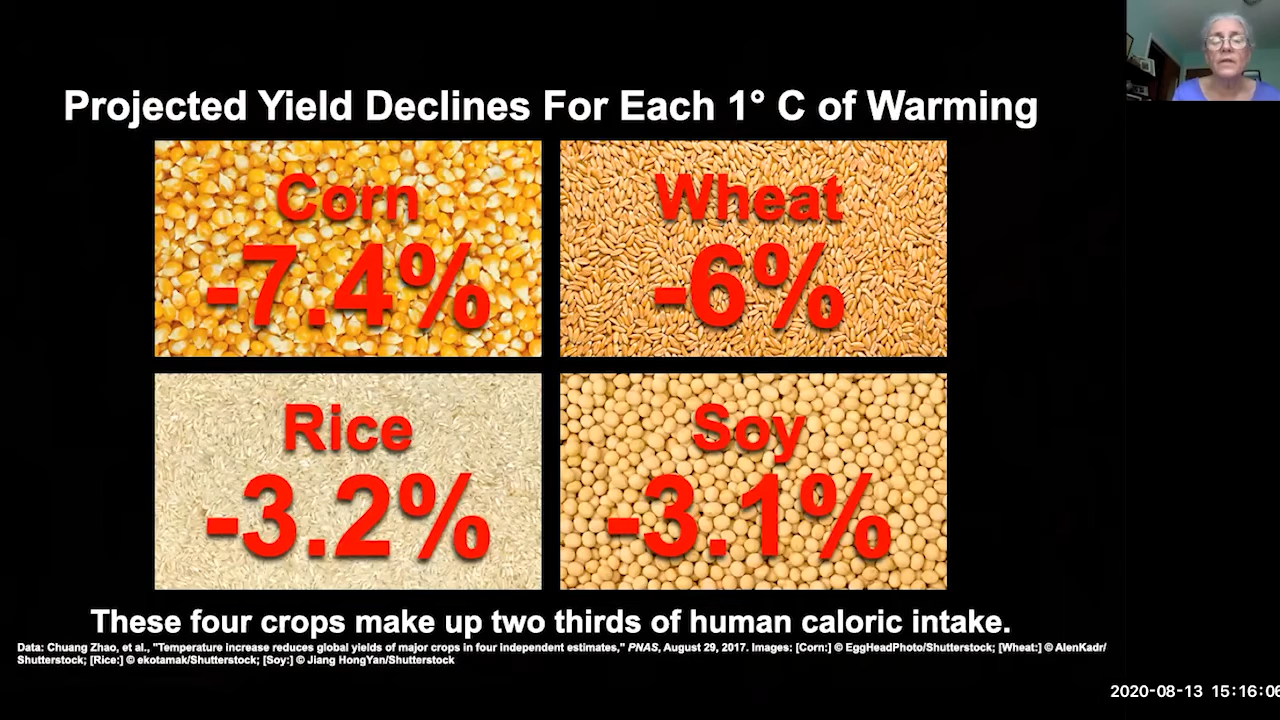 Projected Yield Declines For Each 1° C of Warming
Corn
-7.4%
Wheat
-6%
Rice
-3.2%
Soy
-3.1%
These four crops make up two thirds of human caloric intake.
Data: Chuang Zhao, et al., "Temperature increase reduces global yields of major crops in four independent estimates," PNAS, August 29, 2017. Images: [Corn:] © EggHeadPhoto/Shutterstock; [Wheat:] © AlenKadr/
Shutterstock; [Rice:] © ekotamak/Shutterstock; [Soy:] © Jiang HongYan/Shutterstock
2020-08-13 15:16:06